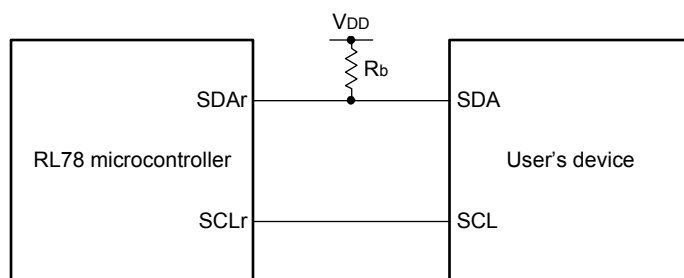 VDD
Rb
SDAr
SDA
RL78 microcontroller
User’s device
SCLr
SCL